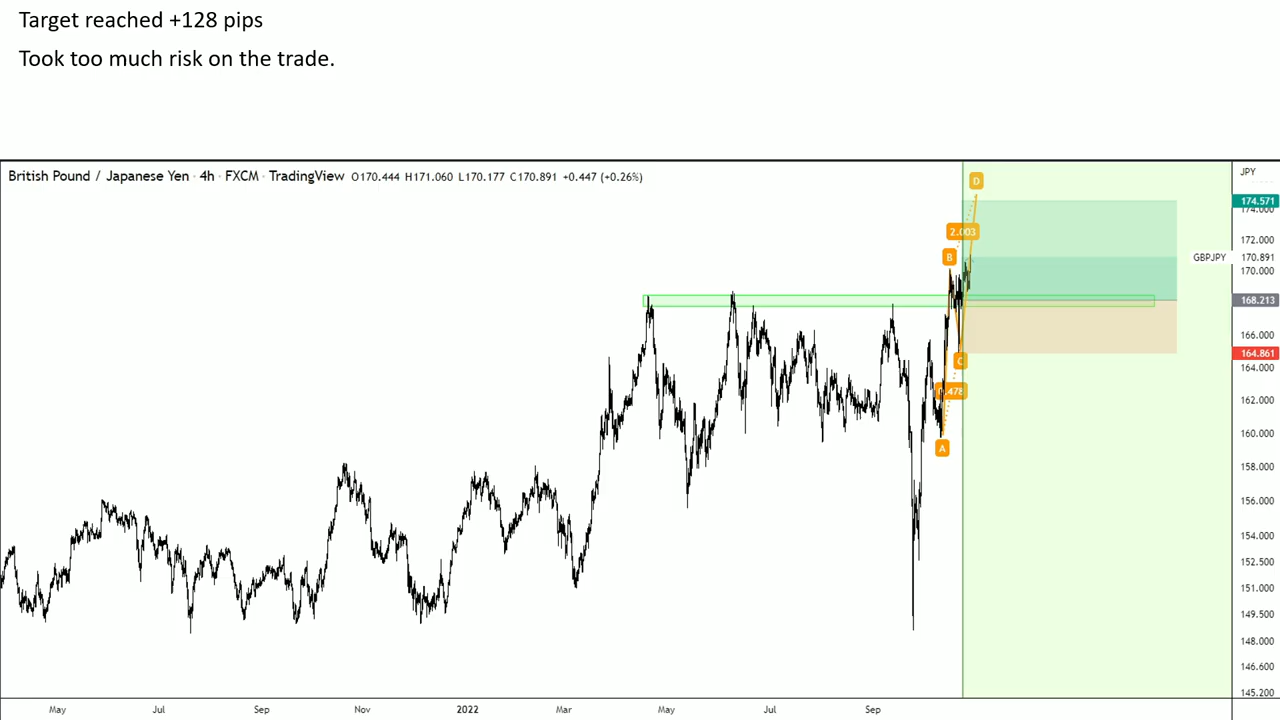 Target reached +128 pips
Took too much risk on the trade.
British Pound / Japanese Yen · 4h · FXCM · TradingView O170.444 H171.060 L170.177 C170.891 +0.447 (+0.26%)
JPY
D
174.571
174.000
2.003
172.000
B
GBPJPY 170.891
170.000
168.213
166.000
164.861
C
164.000
.478
162.000
160.000
A
158.000
156.000
154.000
152.500
151.000
149.500
148.000
146.600
145.200
May Jul Sep Nov 2022 Mar May Jul Sep